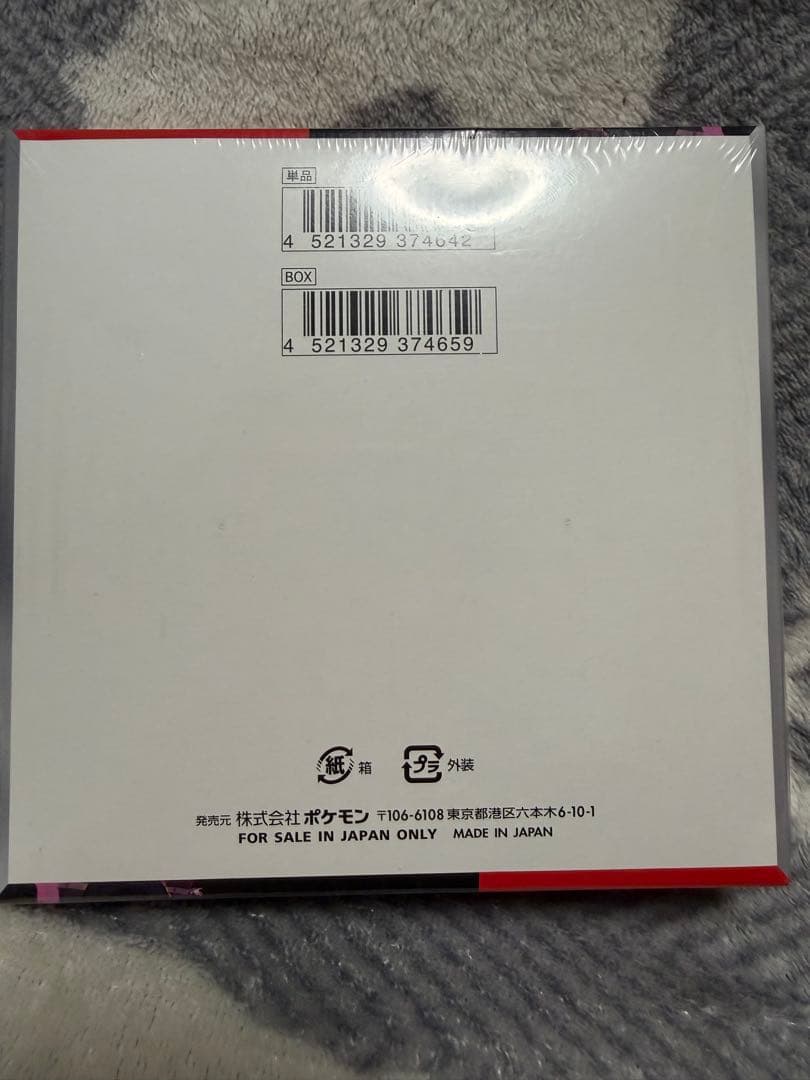 単品
4 521329 374642
BOX
4 521329 374659
紙 箱 プラ 外装
発売元 株式会社 ポケモン 〒106-6108 東京都港区六本木6-10-1
FOR SALE IN JAPAN ONLY MADE IN JAPAN